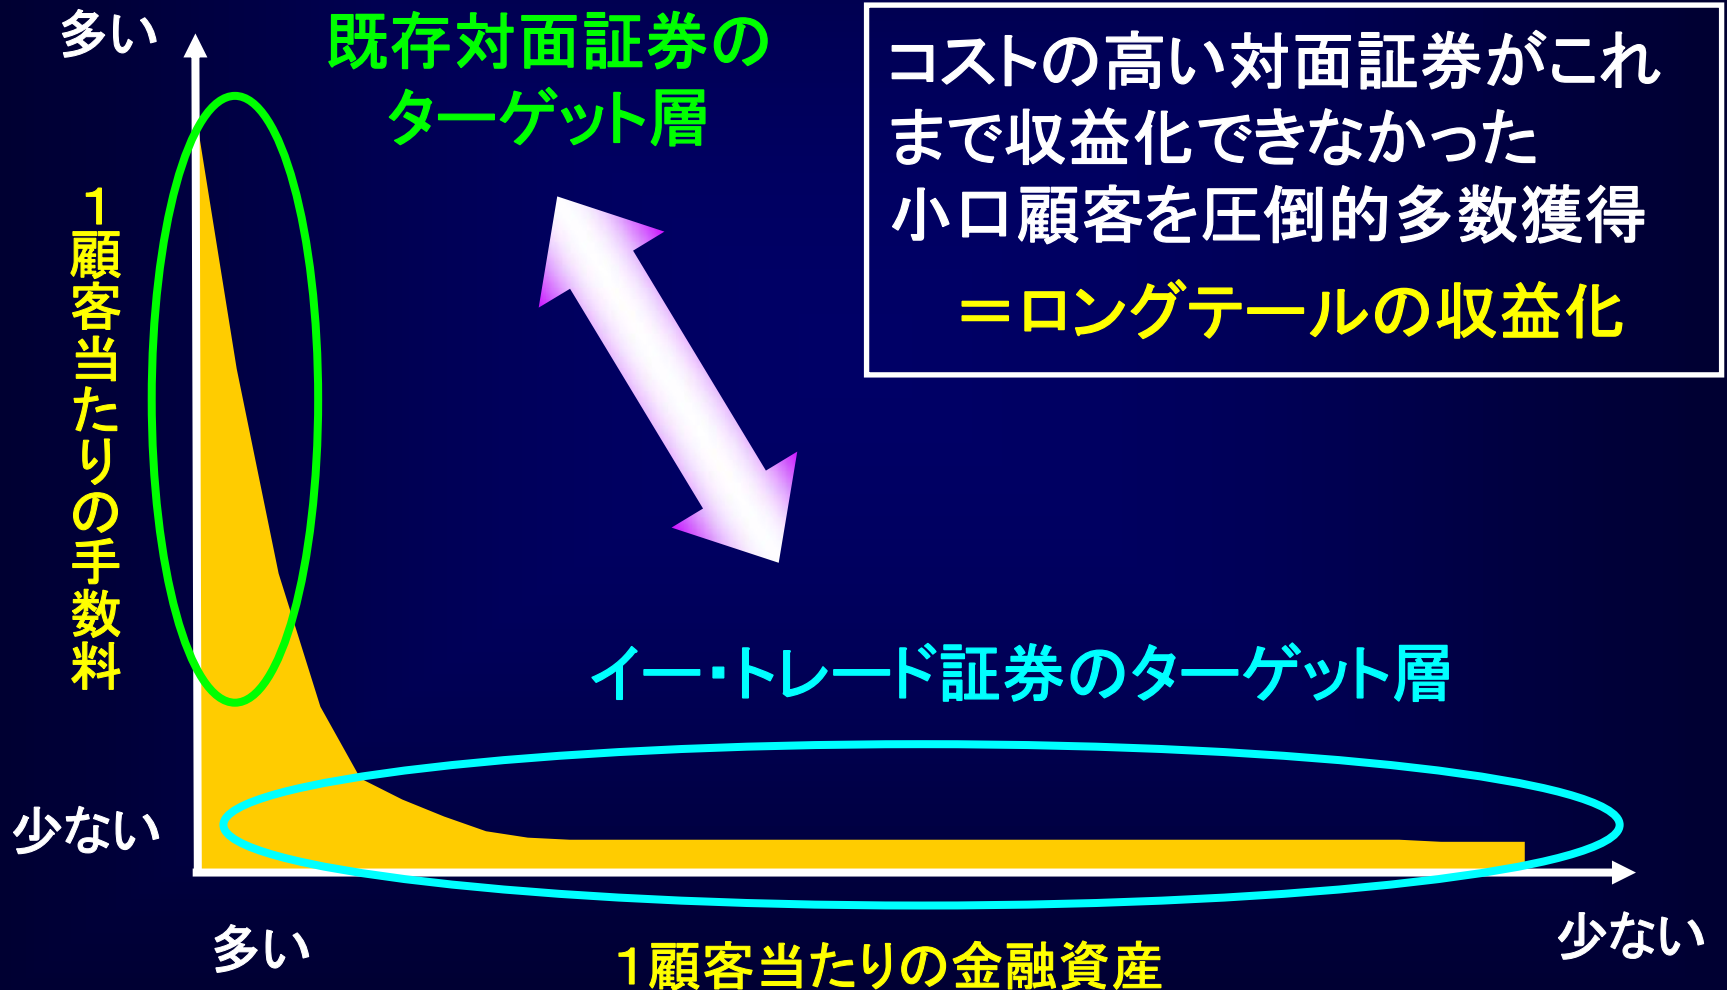 多い
既存対面証券の
ターゲット層
コストの高い対面証券がこれ
まで収益化できなかった
小口顧客を圧倒的多数獲得
＝ロングテールの収益化
１顧客当たりの手数料
イー・トレード証券のターゲット層
少ない
多い
１顧客当たりの金融資産
少ない